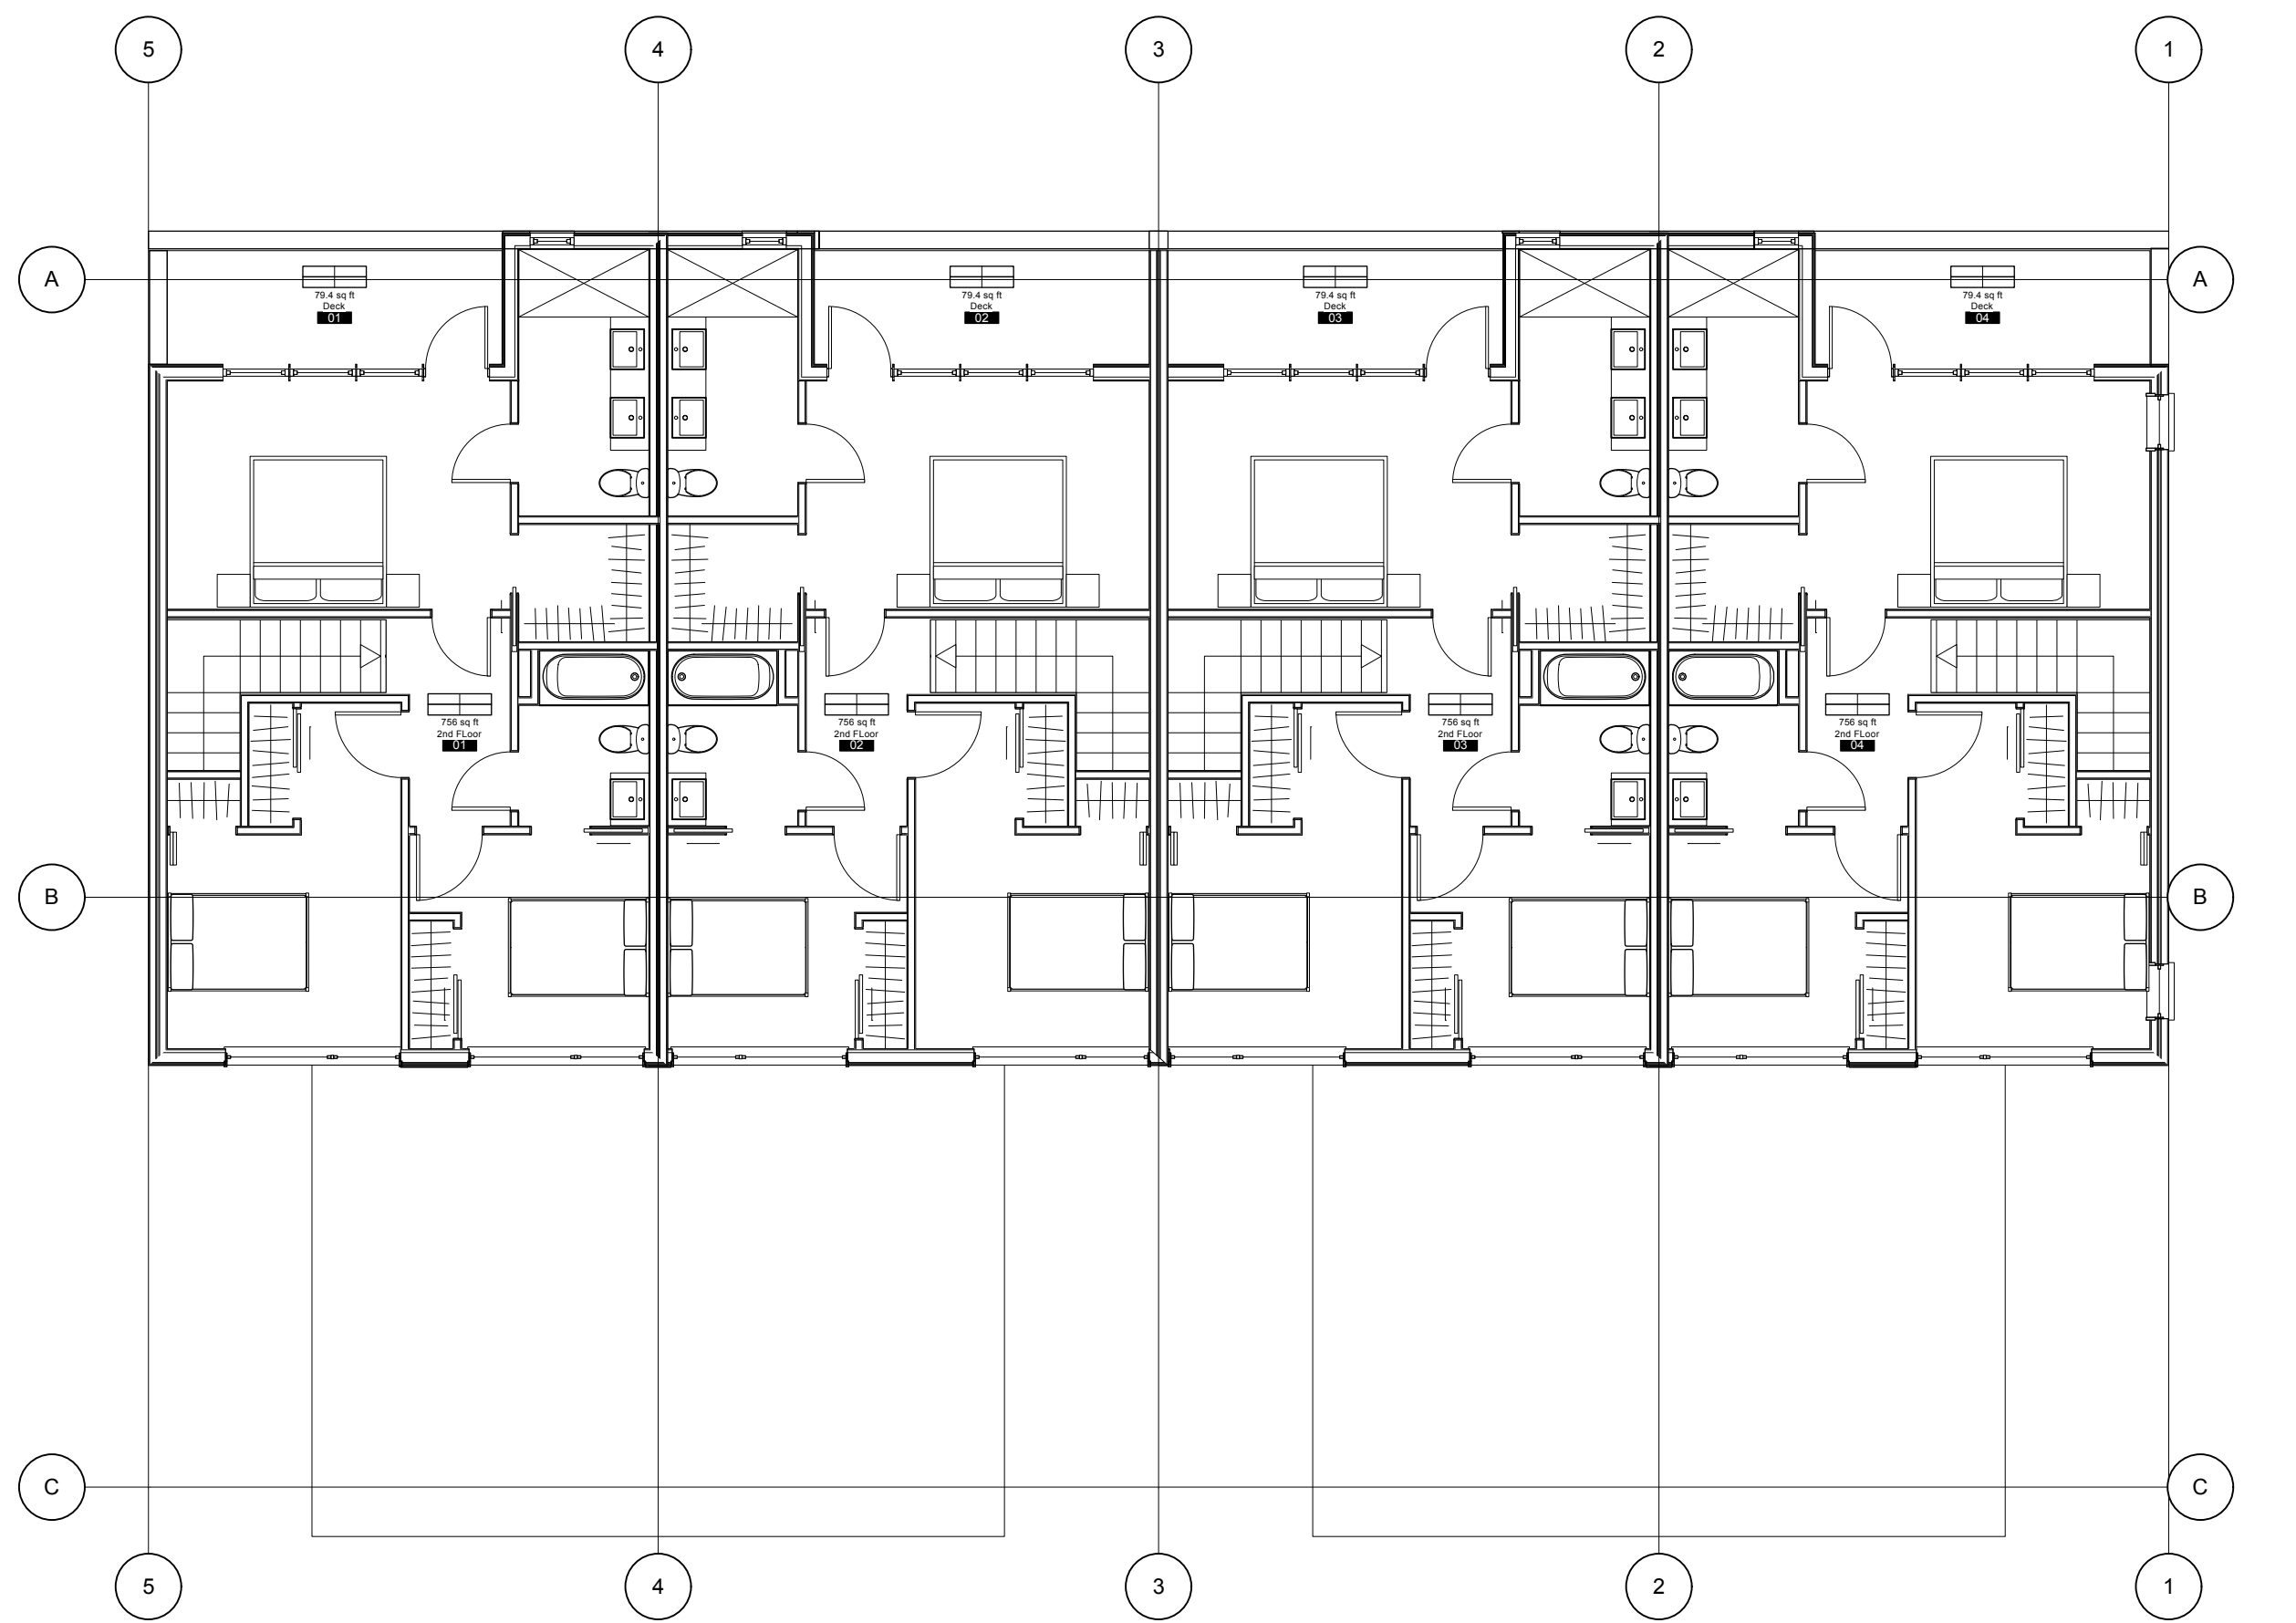 5 4 3 2 1
A A
79.4 sq ft
Deck
01
79.4 sq ft
Deck
02
79.4 sq ft
Deck
03
79.4 sq ft
Deck
04
756 sq ft
2nd FLoor
01
756 sq ft
2nd FLoor
02
756 sq ft
2nd FLoor
03
756 sq ft
2nd FLoor
04
B B
C C
5 4 3 2 1